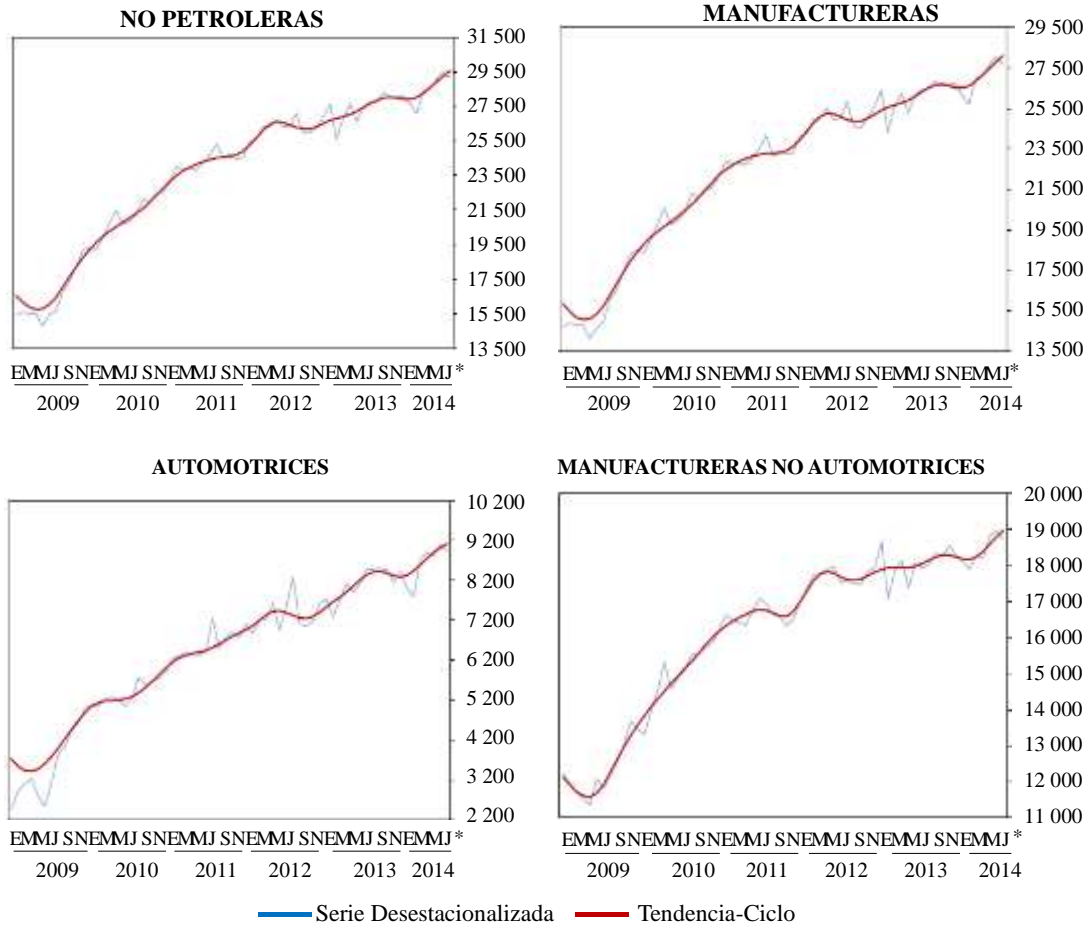 NO PETROLERAS
31 500
29 500
27 500
25 500
23 500
21 500
19 500
17 500
15 500
13 500
EMMJ SNEMMJ SNEMMJ SNEMMJ SNEMMJ SNEMMJ *
2009 2010 2011 2012 2013 2014
MANUFACTURERAS
29 500
27 500
25 500
23 500
21 500
19 500
17 500
15 500
13 500
EMMJ SNEMMJ SNEMMJ SNEMMJ SNEMMJ SNEMMJ*
2009 2010 2011 2012 2013 2014
AUTOMOTRICES
10 200
9 200
8 200
7 200
6 200
5 200
4 200
3 200
2 200
EMMJ SNEMMJ SNEMMJ SNEMMJ SNEMMJ SNEMMJ *
2009 2010 2011 2012 2013 2014
MANUFACTURERAS NO AUTOMOTRICES
20 000
19 000
18 000
17 000
16 000
15 000
14 000
13 000
12 000
11 000
EMMJ SNEMMJ SNEMMJ SNEMMJ SNEMMJ SNEMMJ *
2009 2010 2011 2012 2013 2014
Serie Desestacionalizada Tendencia-Ciclo